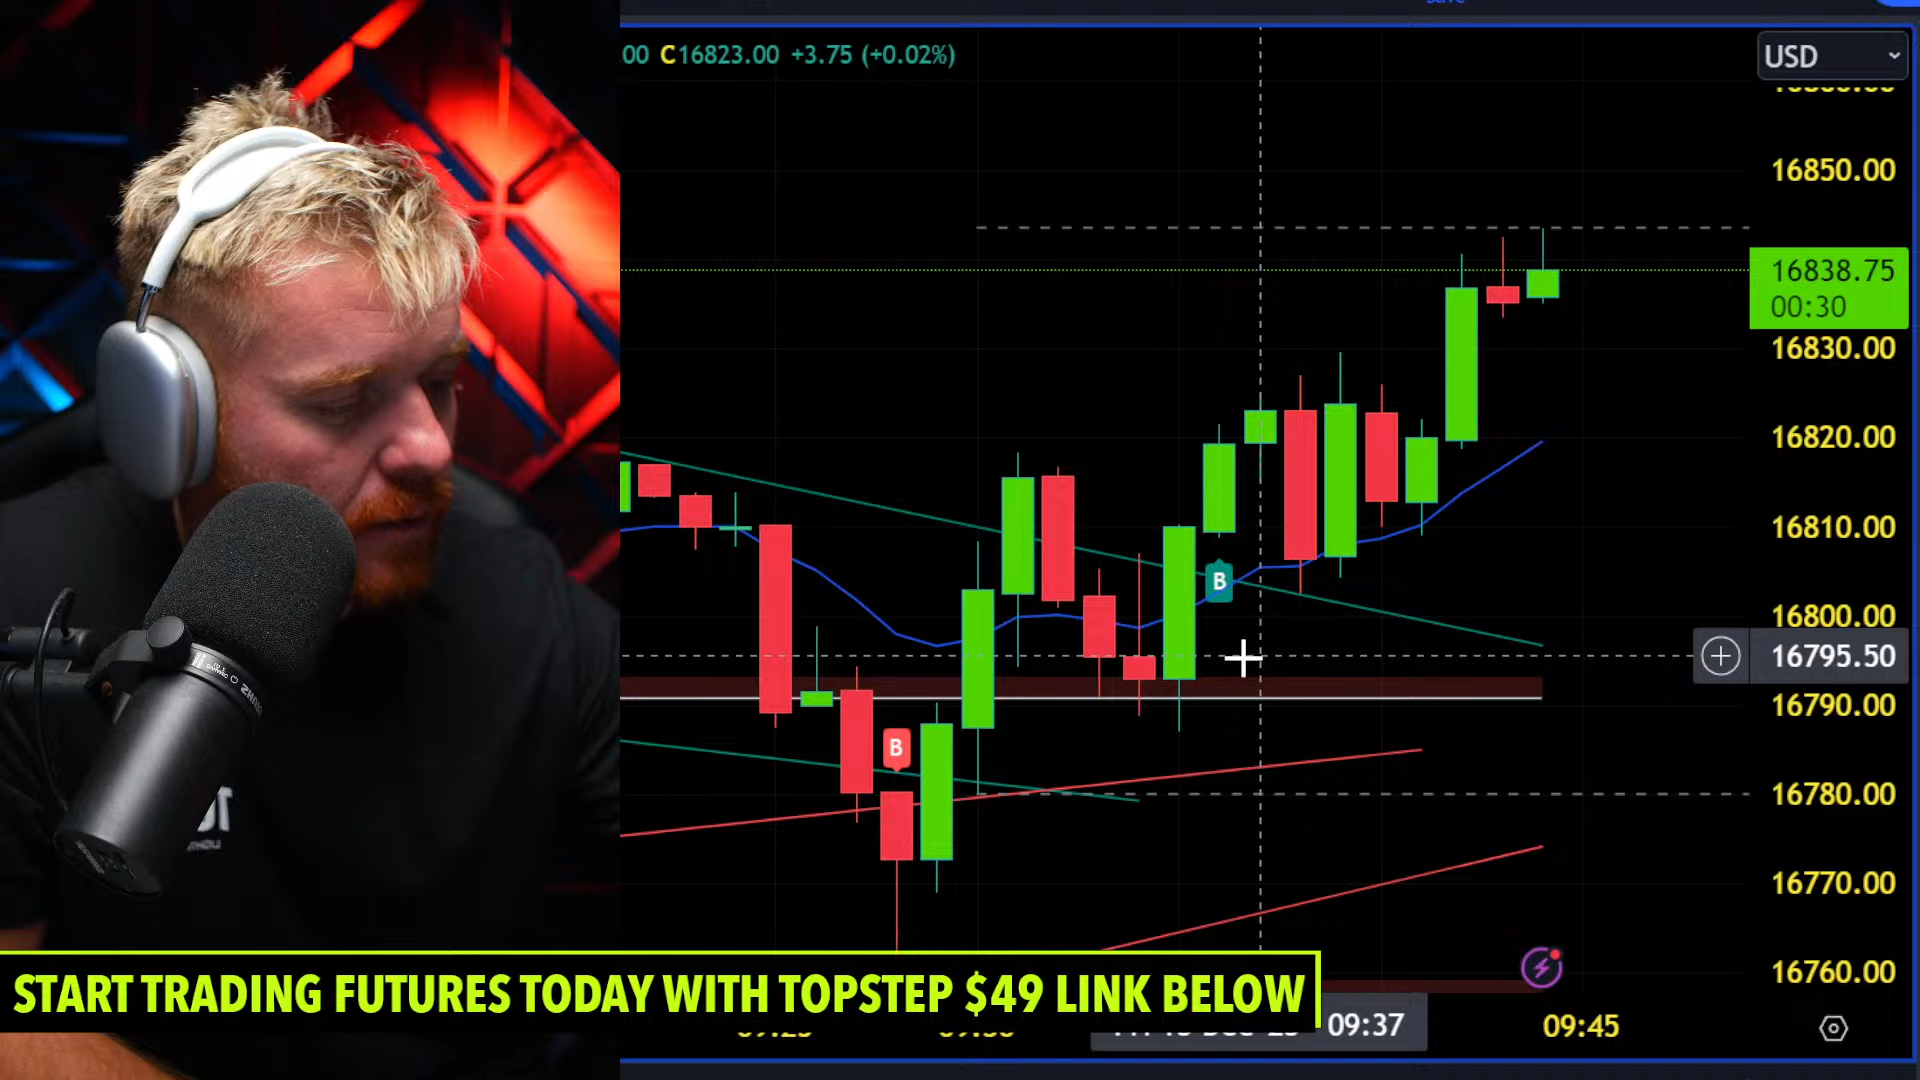 save
00 C16823.00 +3.75 (+0.02%)
USD
16850.00
16838.75
00:30
16830.00
16820.00
16810.00
B
16800.00
16795.50
16790.00
B
16780.00
16770.00
16760.00
START TRADING FUTURES TODAY WITH TOPSTEP $49 LINK BELOW
09:37
09:45